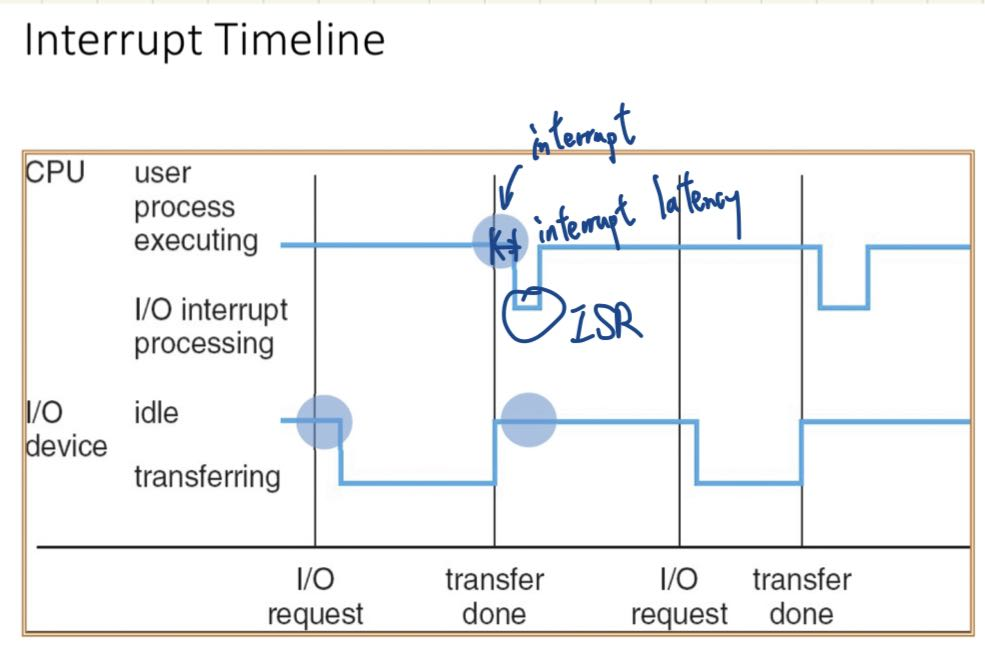 Interrupt Timeline
interrupt
CPU user
process
executing
interrupt latency
I/O interrupt
processing
ISR
I/O idle
device
transferring
I/O
request
transfer
done
I/O
request
transfer
done